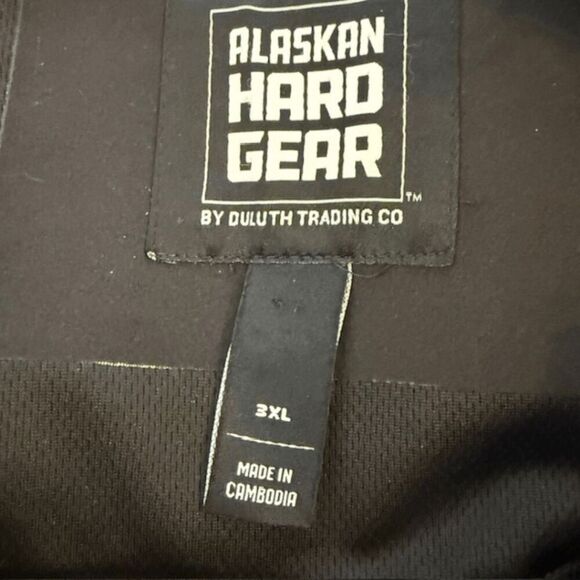 ALASKAN
HARD
GEAR
TM
BY DULUTH TRADING CO
3XL
MADE IN
CAMBODIA